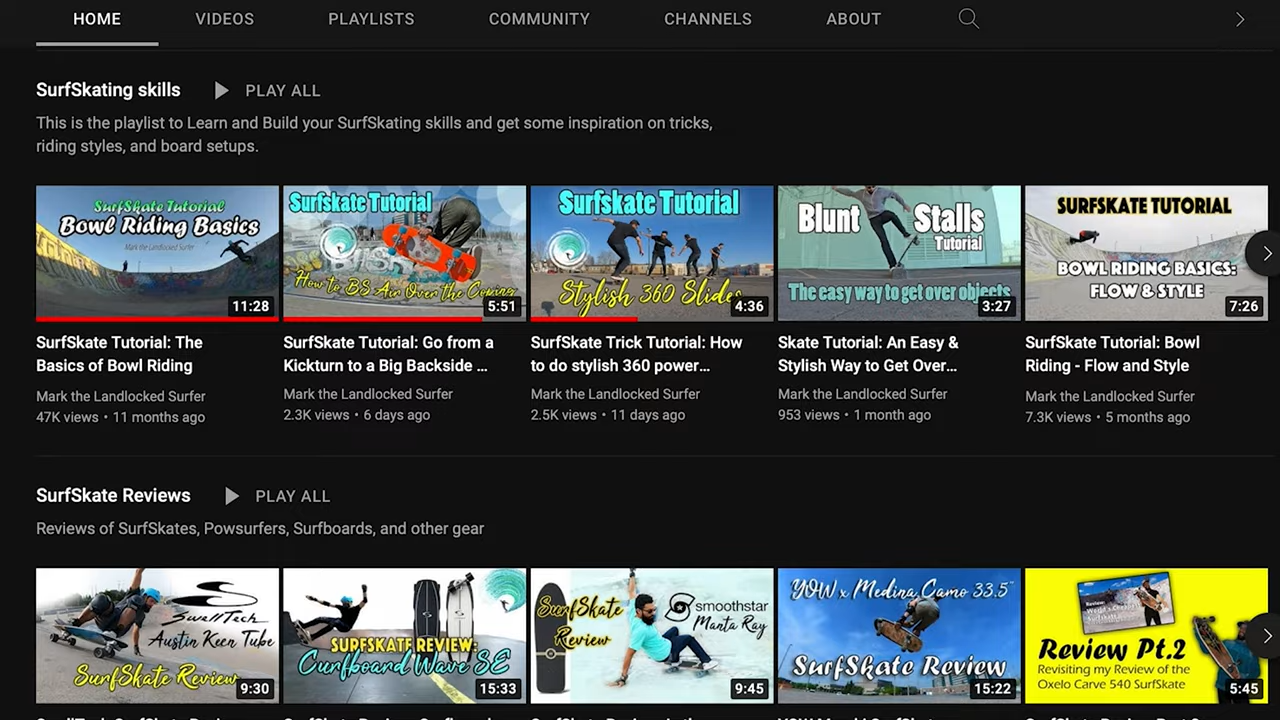 HOME VIDEOS PLAYLISTS COMMUNITY CHANNELS ABOUT
SurfSkating skills PLAY ALL
This is the playlist to Learn and Build your SurfSkating skills and get some inspiration on tricks,
riding styles, and board setups.
SurfSkate Tutorial
Bowl Riding Basics
Mark the Landlocked Surfer
11:28
Surfskate Tutorial
How to BS Air Over the Coping
5:51
Surfskate Tutorial
Stylish 360 Slides
4:36
Blunt Stalls
Tutorial
The easy way to get over objects
3:27
SURFSKATE TUTORIAL
BOWL RIDING BASICS:
FLOW & STYLE
7:26
SurfSkate Tutorial: The
Basics of Bowl Riding
Mark the Landlocked Surfer
47K views • 11 months ago
SurfSkate Tutorial: Go from a
Kickturn to a Big Backside ...
Mark the Landlocked Surfer
2.3K views • 6 days ago
SurfSkate Trick Tutorial: How
to do stylish 360 power...
Mark the Landlocked Surfer
2.5K views • 11 days ago
Skate Tutorial: An Easy &
Stylish Way to Get Over...
Mark the Landlocked Surfer
953 views • 1 month ago
SurfSkate Tutorial: Bowl
Riding - Flow and Style
Mark the Landlocked Surfer
7.3K views • 5 months ago
SurfSkate Reviews PLAY ALL
Reviews of SurfSkates, Powsurfers, Surfboards, and other gear
SwellTech
Austin Keen Tube
SurfSkate Review
9:30
SURFSKATE REVIEW:
Curfboard Wave SE
15:33
SurfSkate
Review
smoothstar
Manta Ray
9:45
YOW x Medina Camo 33.5"
SurfSkate Review
15:22
Review Pt.2
Revisiting my Review of the
Oxelo Carve 540 SurfSkate
5:45